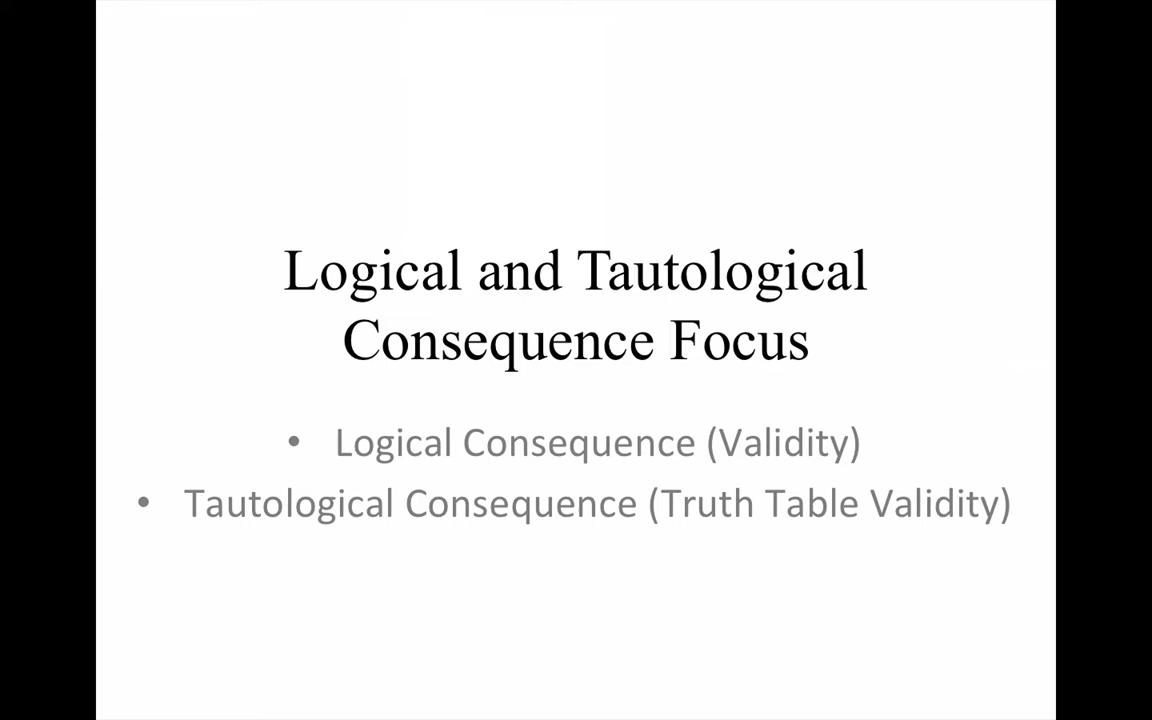 Logical and Tautological
Consequence Focus
• Logical Consequence (Validity)
• Tautological Consequence (Truth Table Validity)